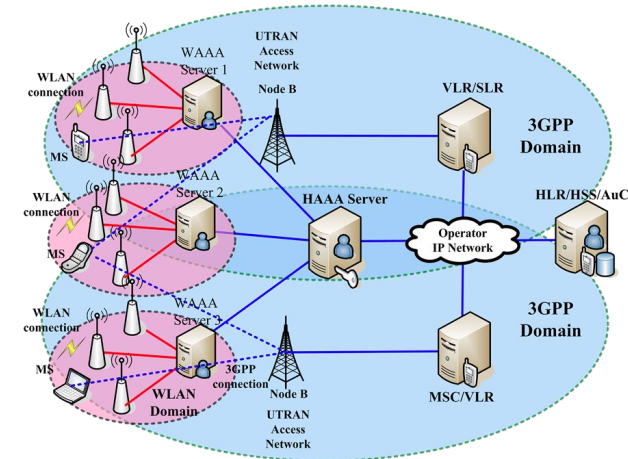 WAAA
Server 1
WLAN
connection
MS
UTRAN
Access
Network
Node B
VLR/SLR
3GPP
Domain
WLAN
connection
MS
WAAA
Server 2
HAAA Server
Operator
IP Network
HLR/HSS/AuC
WLAN
connection
MS
WAAA
Server 3
3GPP
connection
WLAN
Domain
Node B
UTRAN
Access
Network
MSC/VLR
3GPP
Domain